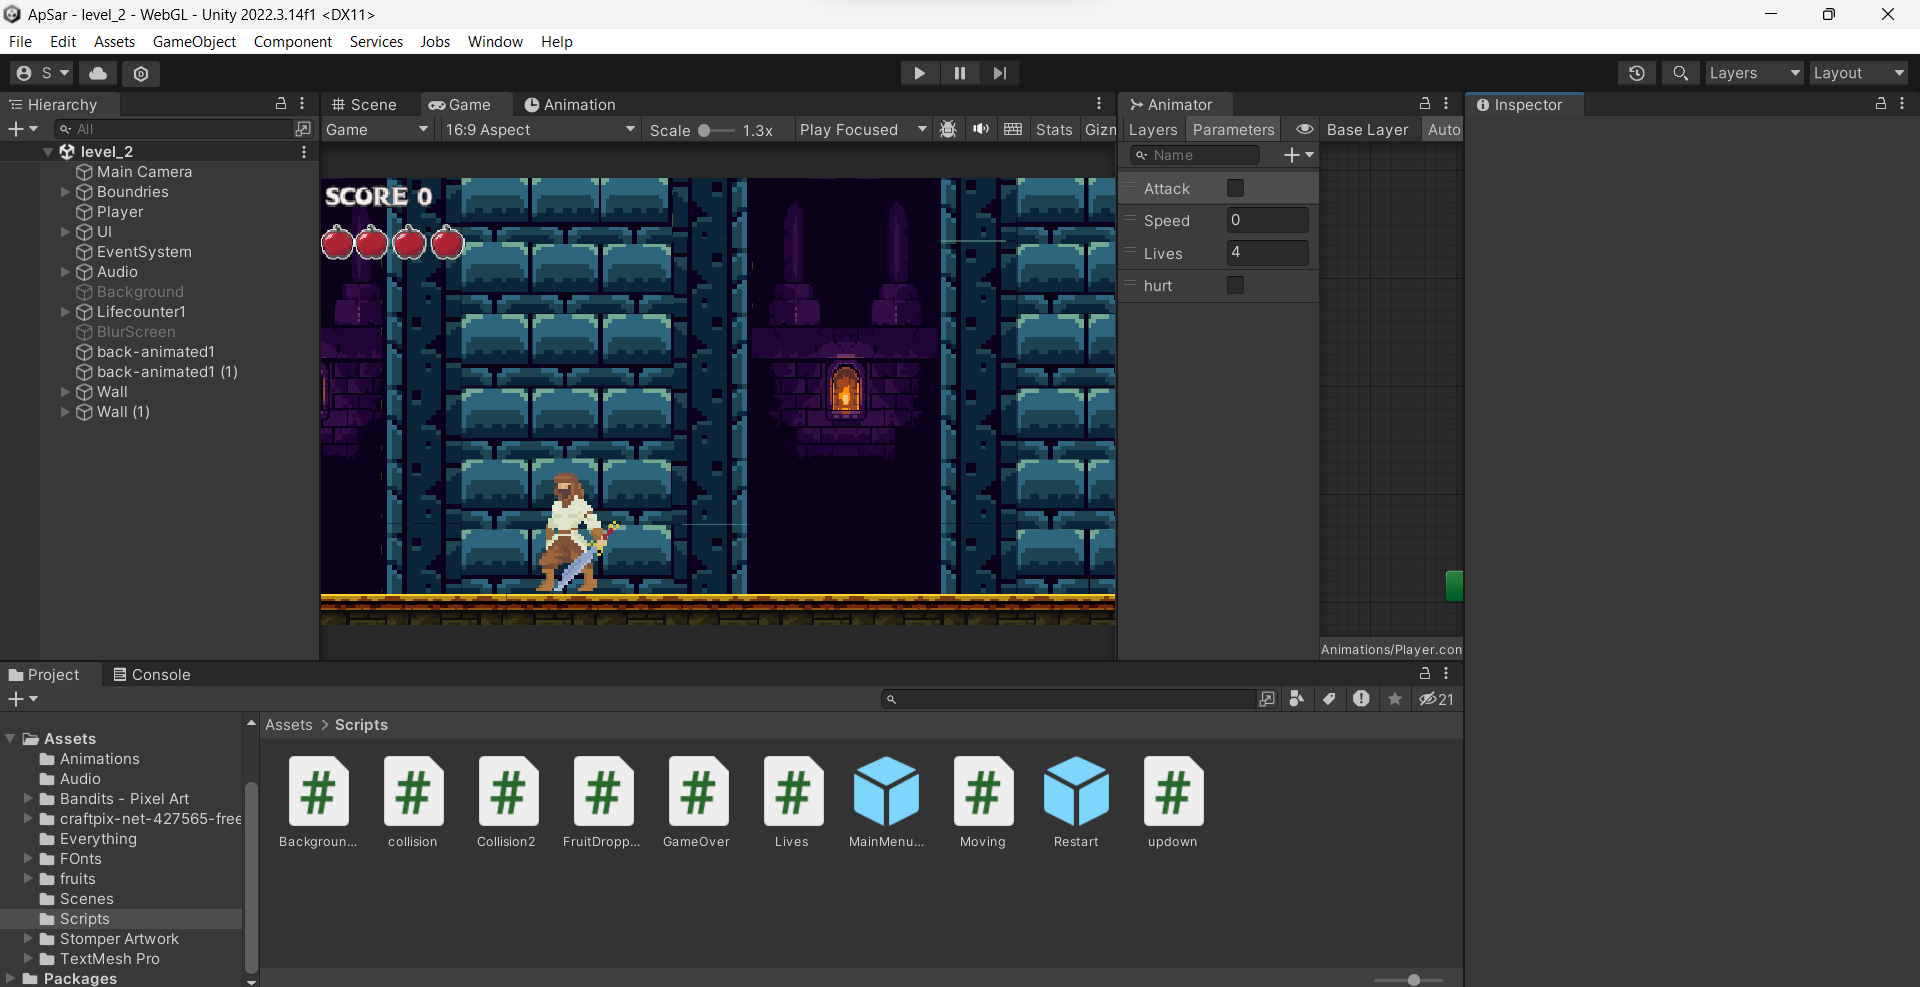 ApSar - level_2 - WebGL - Unity 2022.3.14f1 <DX11>
File Edit Assets GameObject Component Services Jobs Window Help
S Layers Layout
Hierarchy
All
level_2
Main Camera
Boundries
Player
UI
EventSystem
Audio
Background
Lifecounter1
BlurScreen
back-animated1
back-animated1 (1)
Wall
Wall (1)
Scene Game Animation
Game 16:9 Aspect Scale 1.3x Play Focused Stats Gizm
SCORE 0
Animator
Layers Parameters Base Layer Auto
Name
Attack
Speed 0
Lives 4
hurt
Animations/Player.con
Inspector
Project Console
21
Assets
Animations
Audio
Bandits - Pixel Art
craftpix-net-427565-free
Everything
FOnts
fruits
Scenes
Scripts
Stomper Artwork
TextMesh Pro
Packages
Assets > Scripts
Backgroun... collision Collision2 FruitDropp... GameOver Lives MainMenu... Moving Restart updown